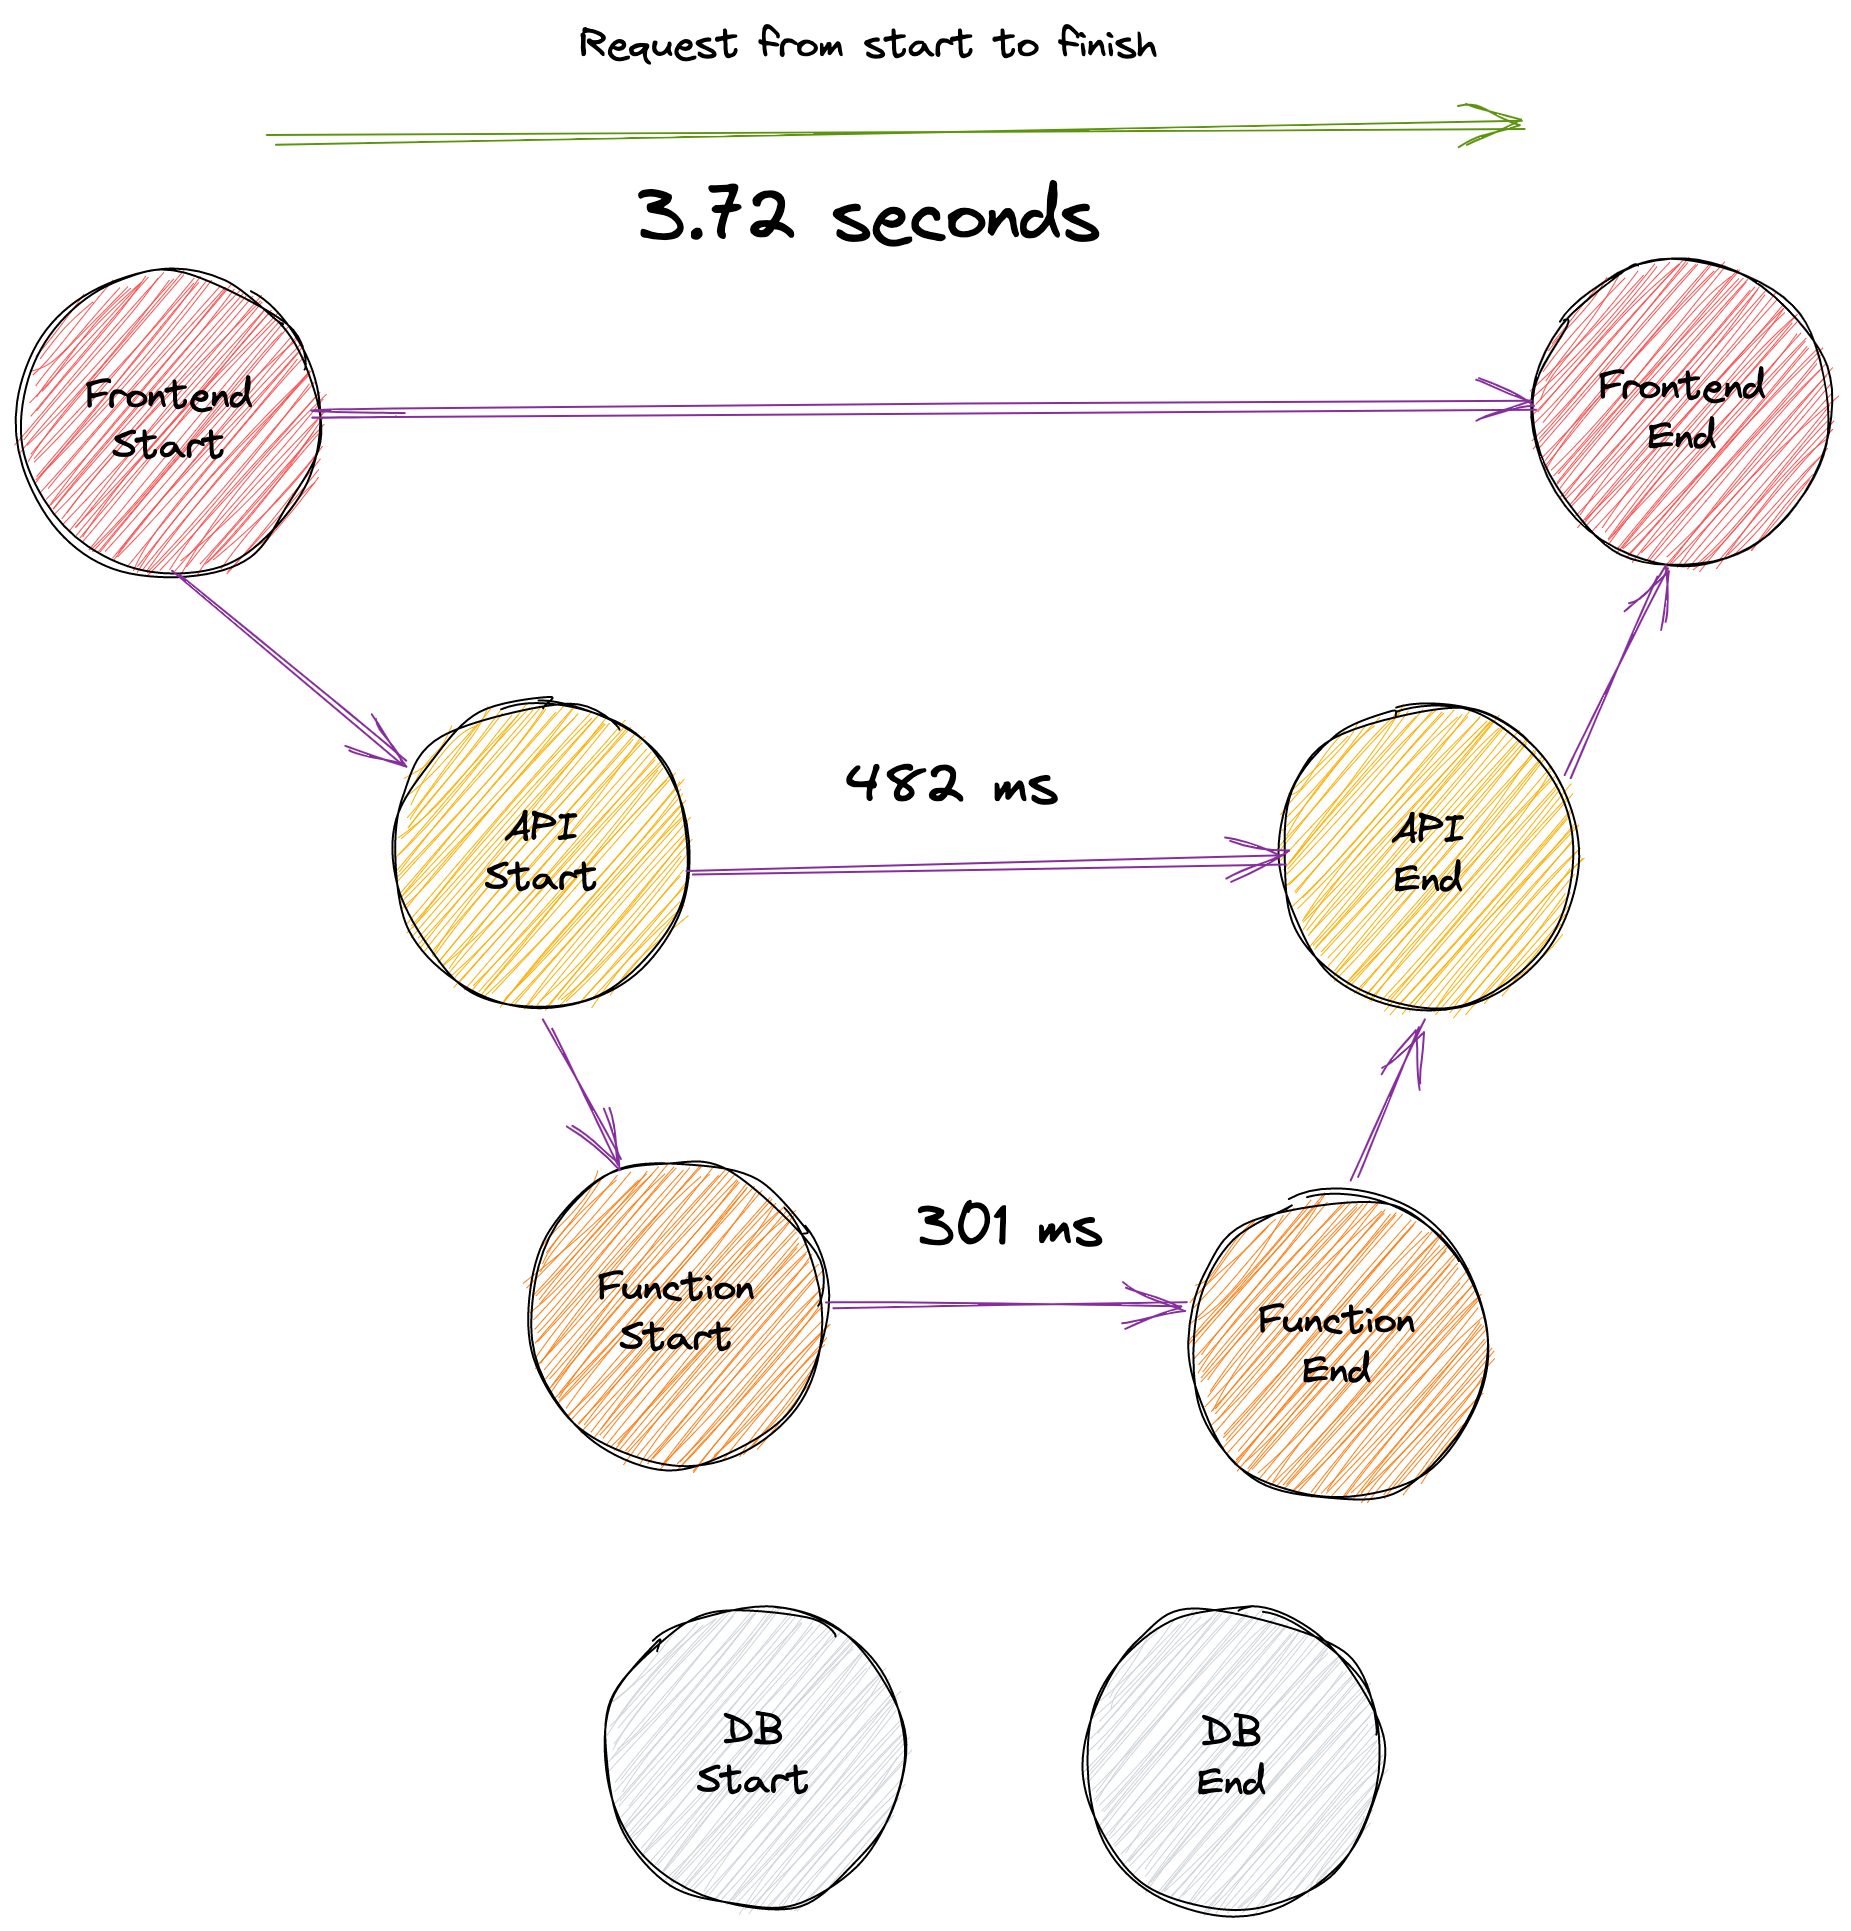 Request from start to finish
3.72 seconds
Frontend
Start
Frontend
End
API
Start
482 ms
API
End
Function
Start
301 ms
Function
End
DB
Start
DB
End